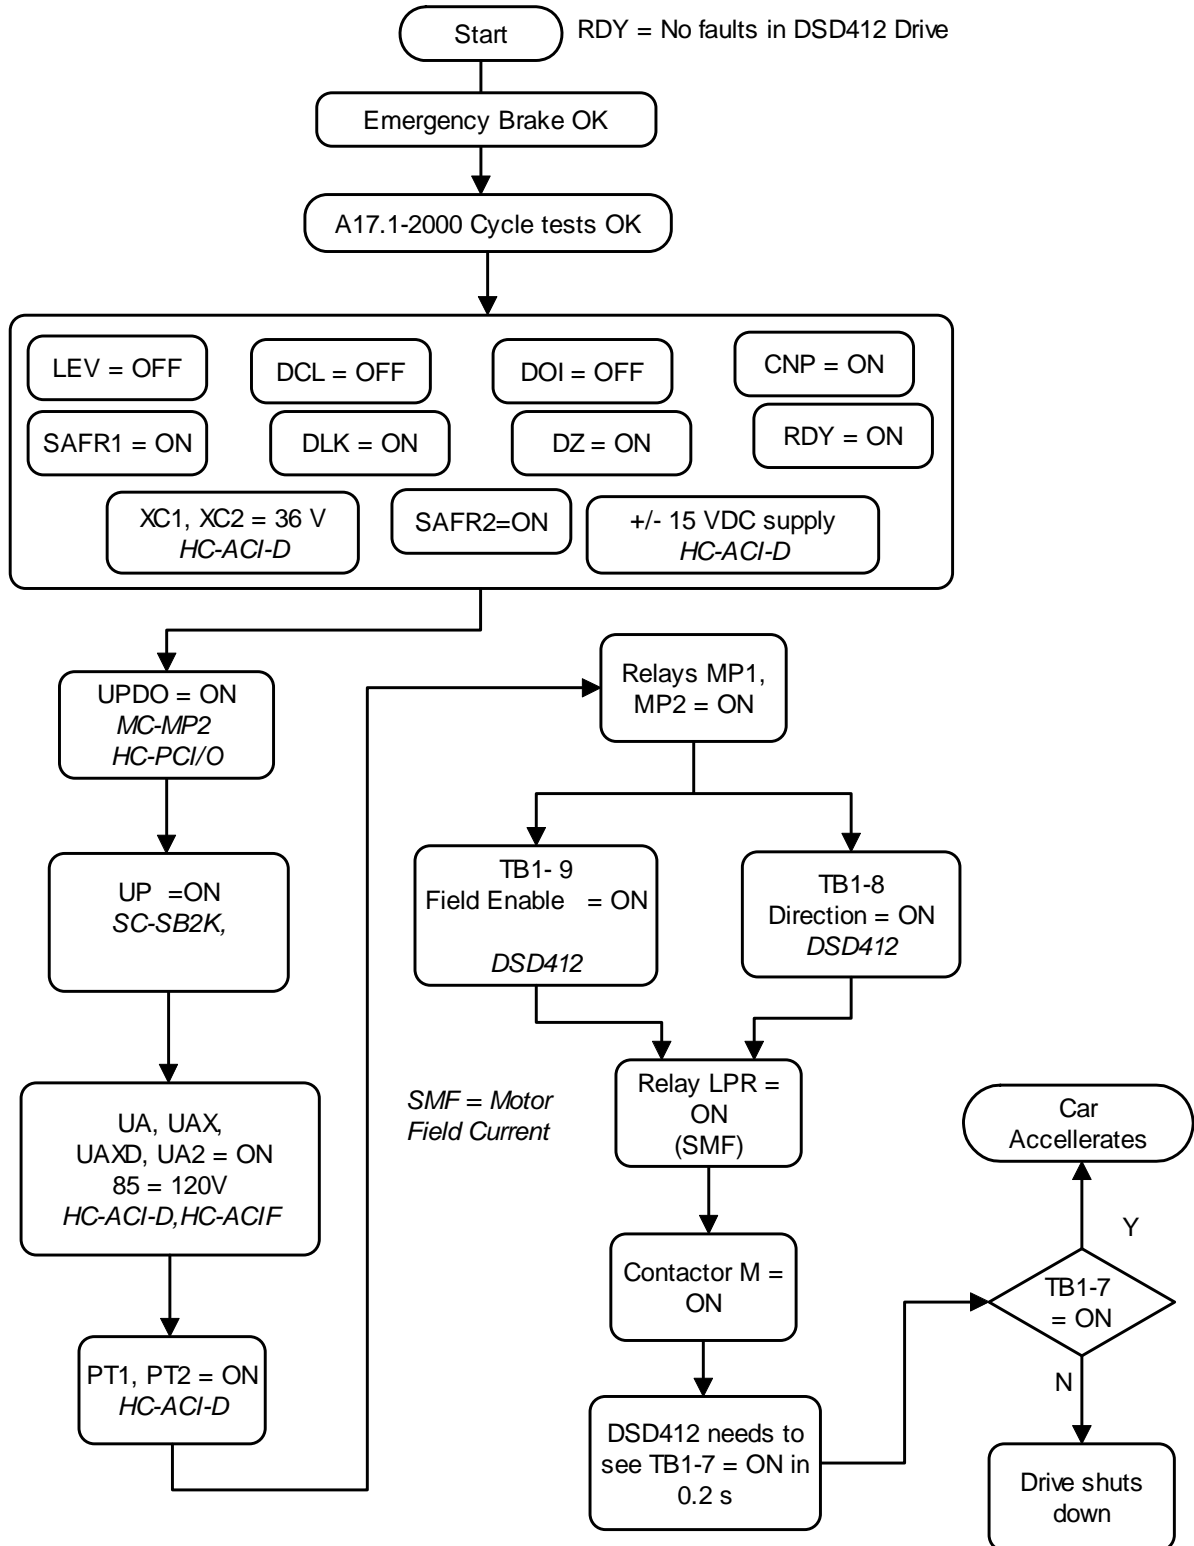 Start
RDY = No faults in DSD412 Drive
Emergency Brake OK
A17.1-2000 Cycle tests OK
LEV = OFF
DCL = OFF
DOI = OFF
CNP = ON
SAFR1 = ON
DLK = ON
DZ = ON
RDY = ON
XC1, XC2 = 36 V
HC-ACI-D
SAFR2=ON
+/- 15 VDC supply
HC-ACI-D
UPDO = ON
MC-MP2
HC-PCI/O
UP =ON
SC-SB2K,
UA, UAX,
UAXD, UA2 = ON
85 = 120V
HC-ACI-D,HC-ACIF
PT1, PT2 = ON
HC-ACI-D
Relays MP1,
MP2 = ON
TB1- 9
Field Enable = ON
DSD412
TB1-8
Direction = ON
DSD412
SMF = Motor
Field Current
Relay LPR =
ON
(SMF)
Contactor M =
ON
DSD412 needs to
see TB1-7 = ON in
0.2 s
Car
Accellerates
Y
TB1-7
= ON
N
Drive shuts
down